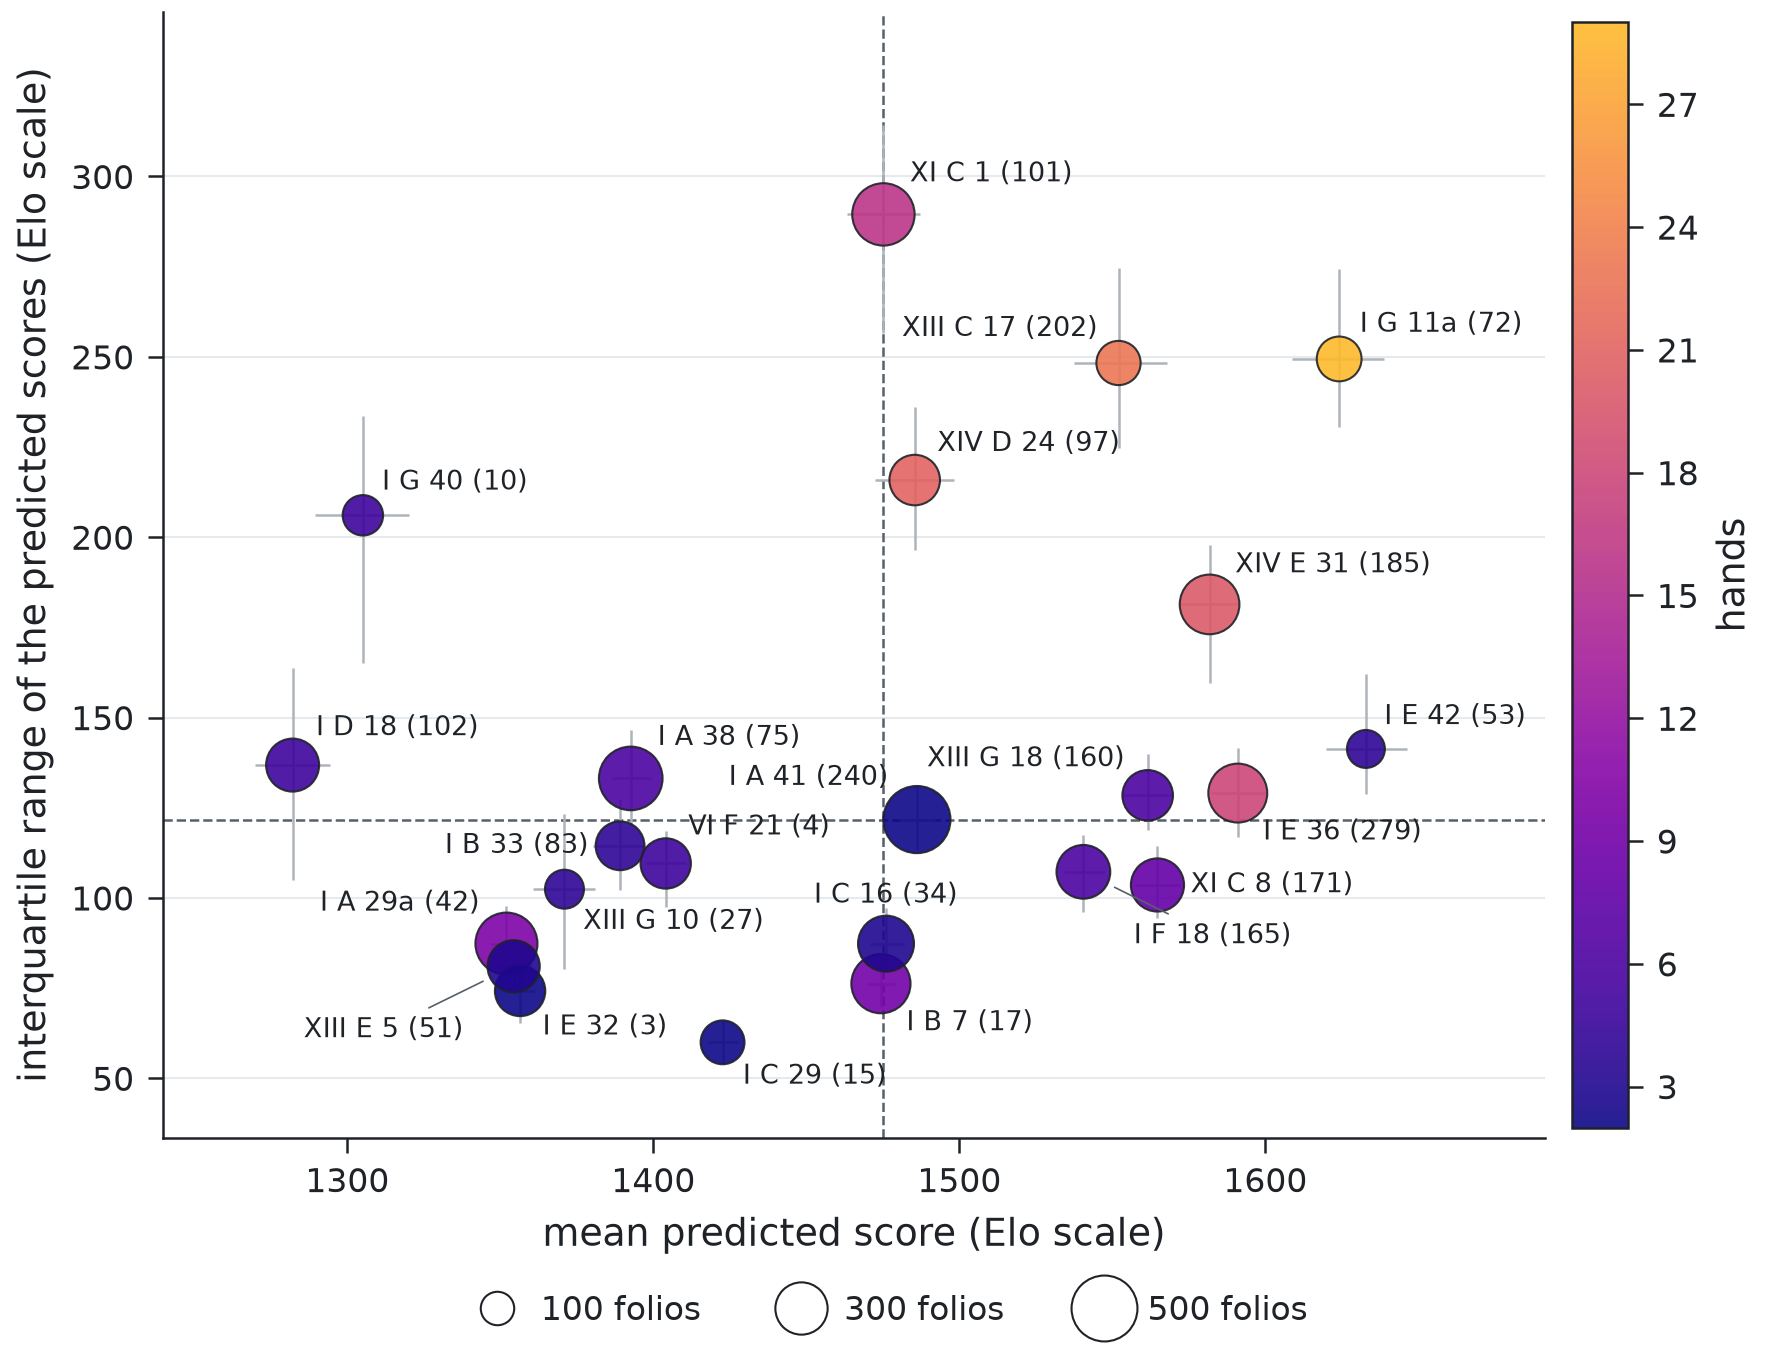 interquartile range of the predicted scores (Elo scale)
300
250
200
150
100
50
XI C 1 (101)
XIII C 17 (202)
I G 11a (72)
XIV D 24 (97)
I G 40 (10)
XIV E 31 (185)
I D 18 (102)
I A 38 (75)
I E 42 (53)
XIII G 18 (160)
I A 41 (240)
VI F 21 (4)
I E 36 (279)
I B 33 (83)
XI C 8 (171)
I C 16 (34)
I A 29a (42)
XIII G 10 (27)
I F 18 (165)
XIII E 5 (51)
I E 32 (3)
I B 7 (17)
I C 29 (15)
1300
1400
1500
1600
mean predicted score (Elo scale)
100 folios
300 folios
500 folios
27
24
21
18
15
12
9
6
3
hands